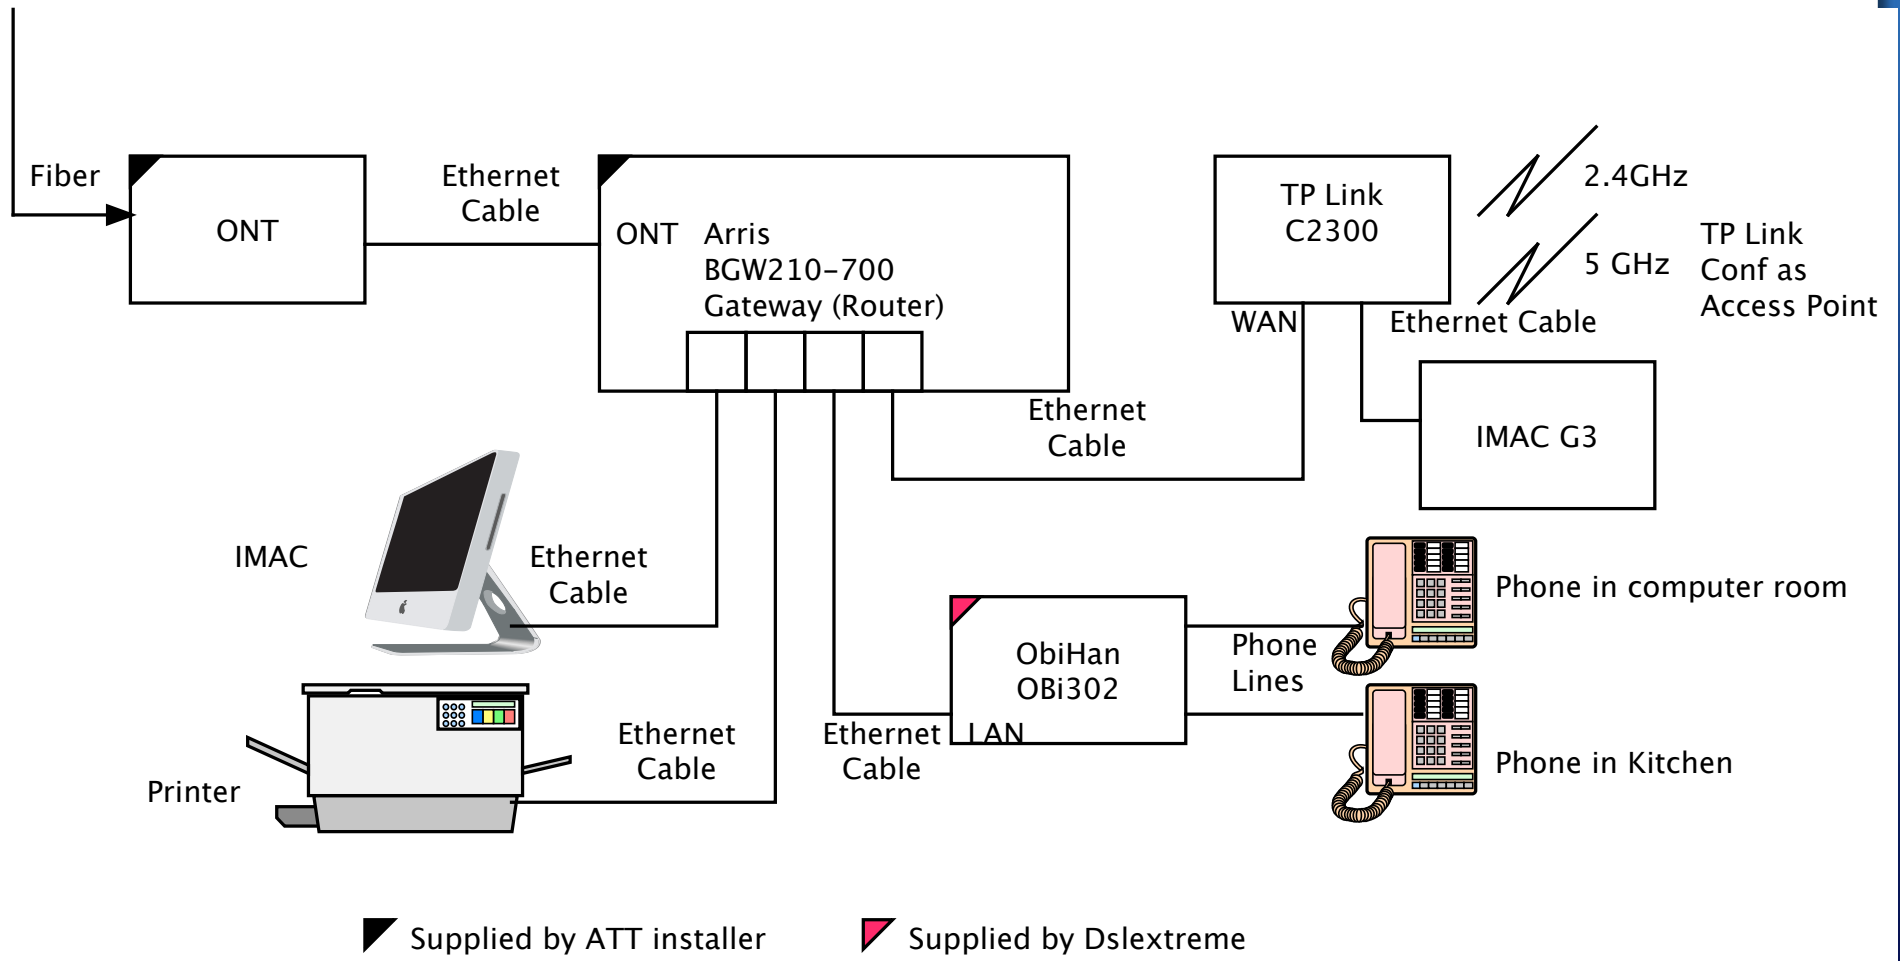 Fiber
ONT
Ethernet
Cable
ONT
Arris
BGW210-700
Gateway (Router)
TP Link
C2300
2.4GHz
5 GHz
TP Link
Conf as
Access Point
WAN
Ethernet Cable
IMAC G3
Ethernet
Cable
IMAC
Ethernet
Cable
Printer
Ethernet
Cable
Ethernet
Cable
ObiHan
OBi302
LAN
Phone
Lines
Phone in computer room
Phone in Kitchen
Supplied by ATT installer
Supplied by Dslextreme